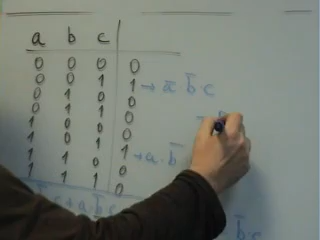 a b c
0 0 0 0
0 0 1 1 → a̅ b̅ c
0 1 0 0
0 1 1 0
1 0 0 0
1 0 1 1 → a · b̅
1 1 0 0
1 1 1 0
c + a b̅ c
b̅ c